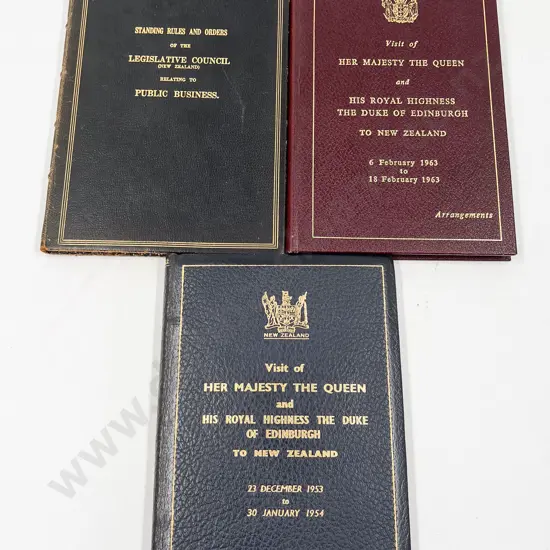 STANDING RULES AND ORDERS
OF THE
LEGISLATIVE COUNCIL
(NEW ZEALAND)
RELATING TO
PUBLIC BUSINESS.
Visit of
HER MAJESTY THE QUEEN
and
HIS ROYAL HIGHNESS
THE DUKE OF EDINBURGH
TO NEW ZEALAND
6 February 1963
to
18 February 1963
Arrangements
NEW ZEALAND
Visit of
HER MAJESTY THE QUEEN
and
HIS ROYAL HIGHNESS THE DUKE
OF EDINBURGH
TO NEW ZEALAND
23 DECEMBER 1953
to
30 JANUARY 1954